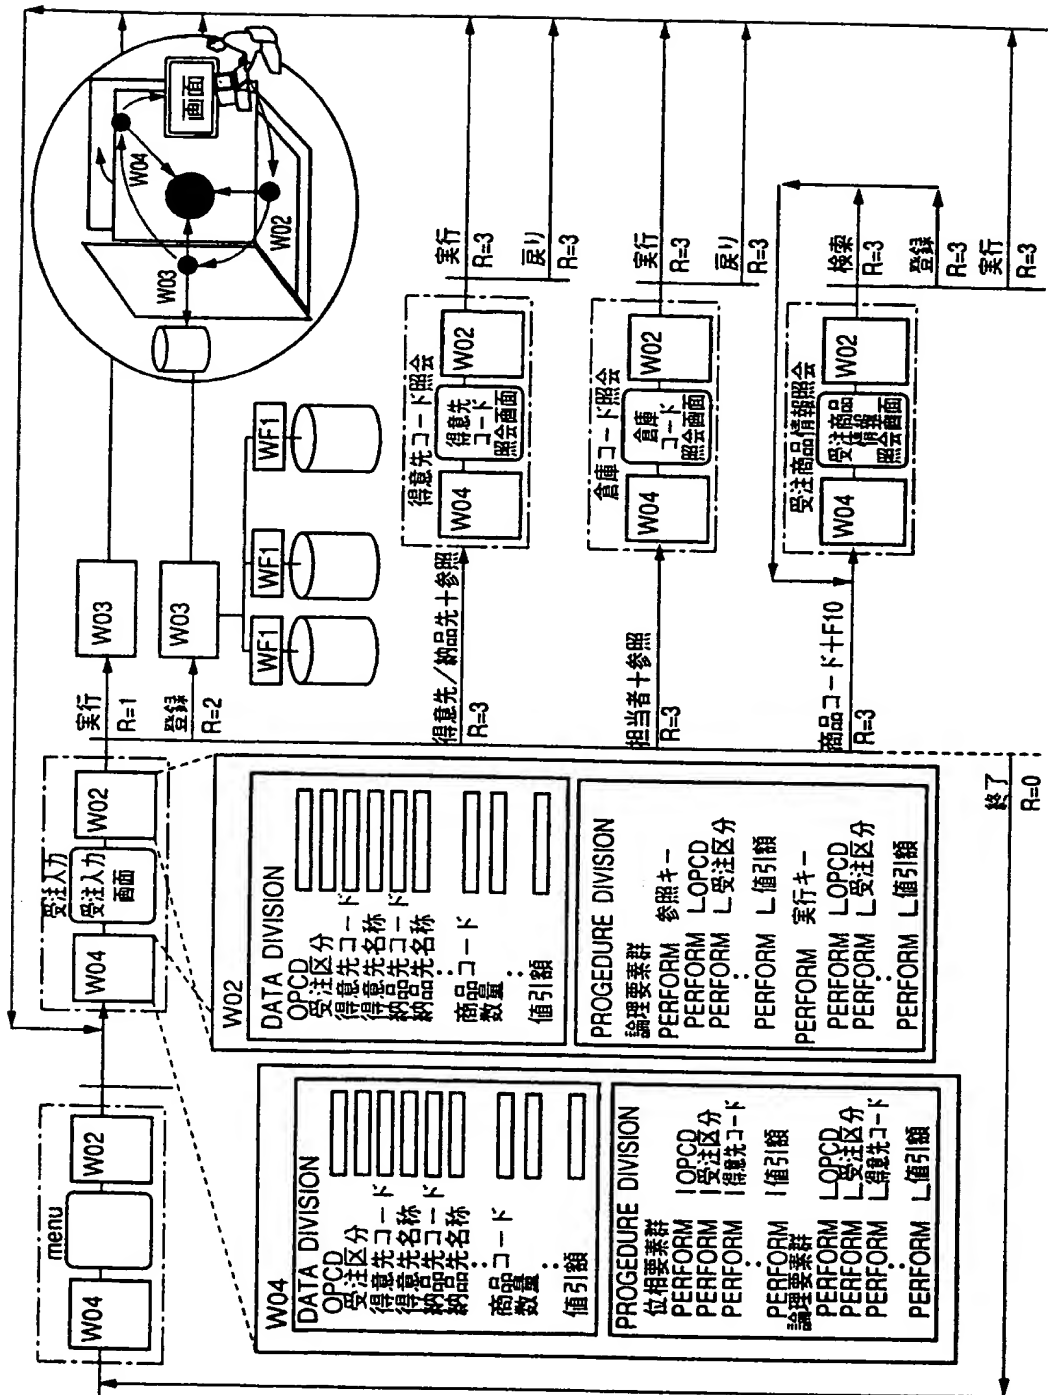 menu
W04
W02
受注入力
W04
受注入力
画面
W02
実行
R=1
W03
登録
R=2
W03
WF1
WF1
WF1
W03
W02
W04
画面
得意先/納品先+参照
R=3
得意先コード照会
W04
得意先
コード
照会画面
W02
実行
R=3
戻り
R=3
担当者+参照
R=3
倉庫コード照会
W04
倉庫
コード
照会画面
W02
実行
R=3
戻り
R=3
商品コード+F10
R=3
受注商品情報照会
W04
受注商品
情報
照会画面
W02
検索
R=3
登録
R=3
実行
R=3
終了
R=0
W04
DATA DIVISION
OPCD
受注区分
得意先コード
得意先名称
納品先コード
納品先名称
:
商品コード
数量
:
値引額
PROGEDURE DIVISION
位相要素群
PERFORM I OPCD
PERFORM I 受注区分
PERFORM I 得意先コード
:
PERFORM I 値引額
論理要素群
PERFORM L OPCD
PERFORM L 受注区分
PERFORM L 得意先コード
:
PERFORM L 値引額
W02
DATA DIVISION
OPCD
受注区分
得意先コード
得意先名称
納品先コード
納品先名称
:
商品コード
数量
:
値引額
PROGEDURE DIVISION
論理要素群
PERFORM 参照キー
PERFORM L OPCD
PERFORM L 受注区分
:
PERFORM L 値引額
PERFORM 実行キー
PERFORM L OPCD
PERFORM L 受注区分
:
PERFORM L 値引額